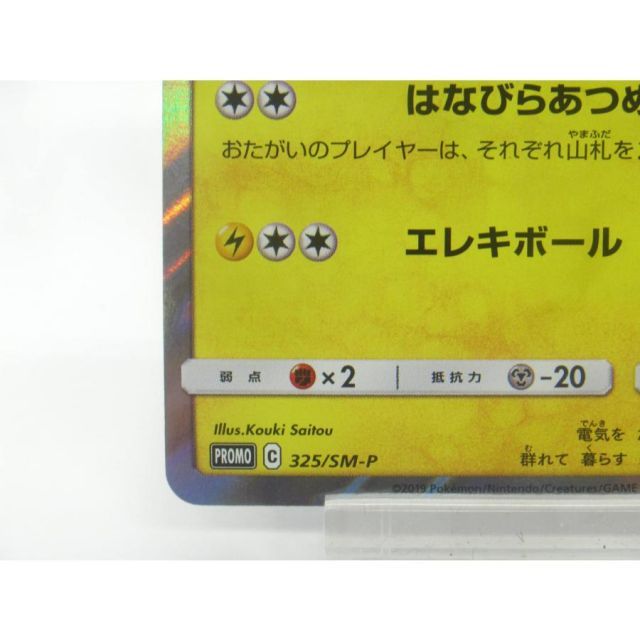 はなびらあつめ
おたがいのプレイヤーは、それぞれ山札を
やまふだ
エレキボール
弱点 ×2 抵抗力 -20
Illus.Kouki Saitou
でんき
電気を
PROMO C 325/SM-P
む く
群れて 暮らす
©2019 Pokémon/Nintendo/Creatures/GAME